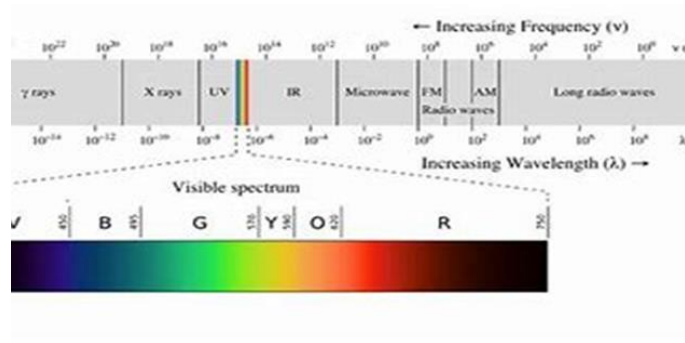 ← Increasing Frequency (ν)
10²² 10²⁰ 10¹⁸ 10¹⁶ 10¹⁴ 10¹² 10¹⁰ 10⁸ 10⁶ 10⁴ 10² 10⁰ ν
γ rays X rays UV IR Microwave FM AM Long radio waves
Radio waves
10⁻¹⁴ 10⁻¹² 10⁻¹⁰ 10⁻⁸ 10⁻⁶ 10⁻⁴ 10⁻² 10⁰ 10² 10⁴ 10⁶ 10⁸ λ
Increasing Wavelength (λ) →
Visible spectrum
V 450 B 495 G 570 Y 590 O 620 R 750